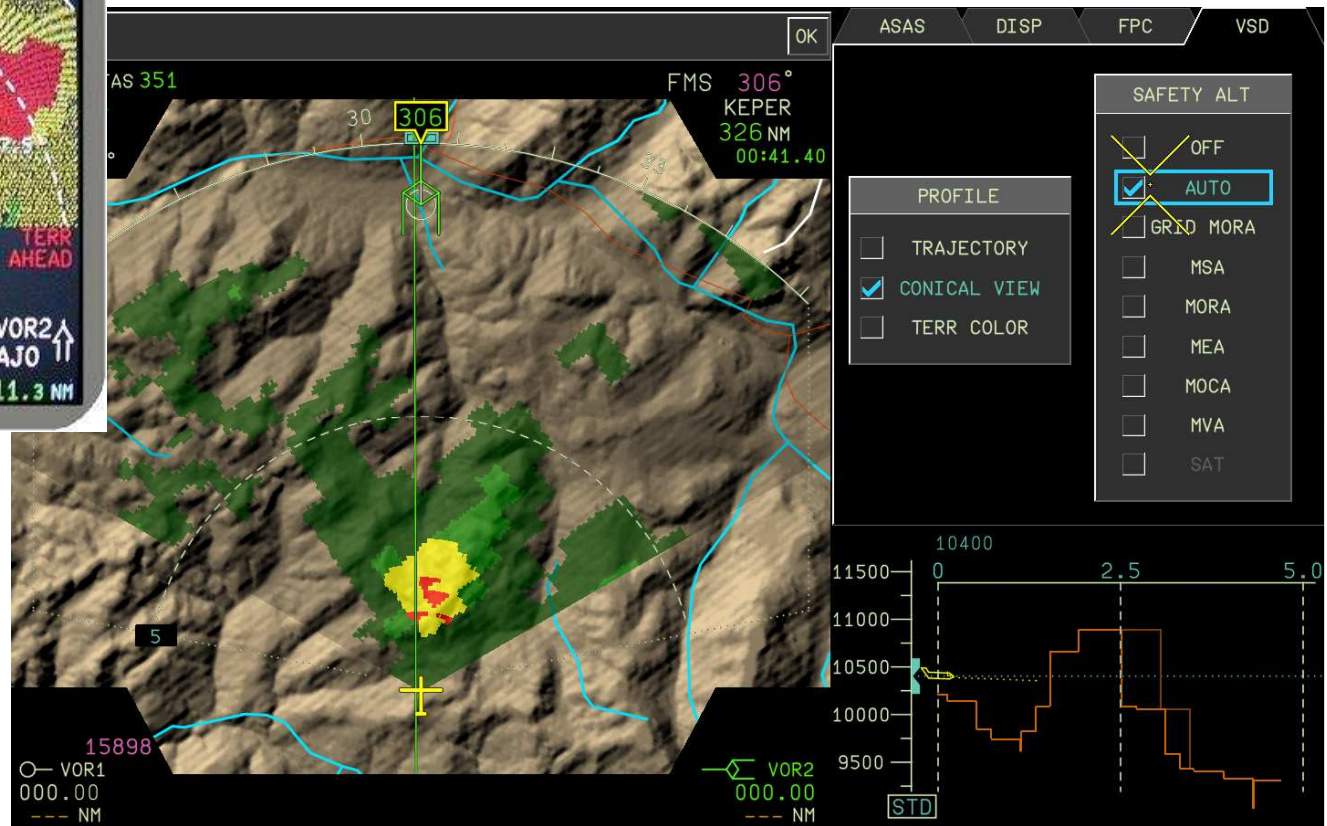 TERR
AHEAD
VOR2
AJO
11.3 NM
OK
AS 351
FMS 306°
KEPER
326 NM
00:41.40
30
306
33
5
15898
VOR1
000.00
--- NM
VOR2
000.00
--- NM
ASAS
DISP
FPC
VSD
PROFILE
TRAJECTORY
CONICAL VIEW
TERR COLOR
SAFETY ALT
OFF
AUTO
GRID MORA
MSA
MORA
MEA
MOCA
MVA
SAT
10400
0 2.5 5.0
11500
11000
10500
10000
9500
STD